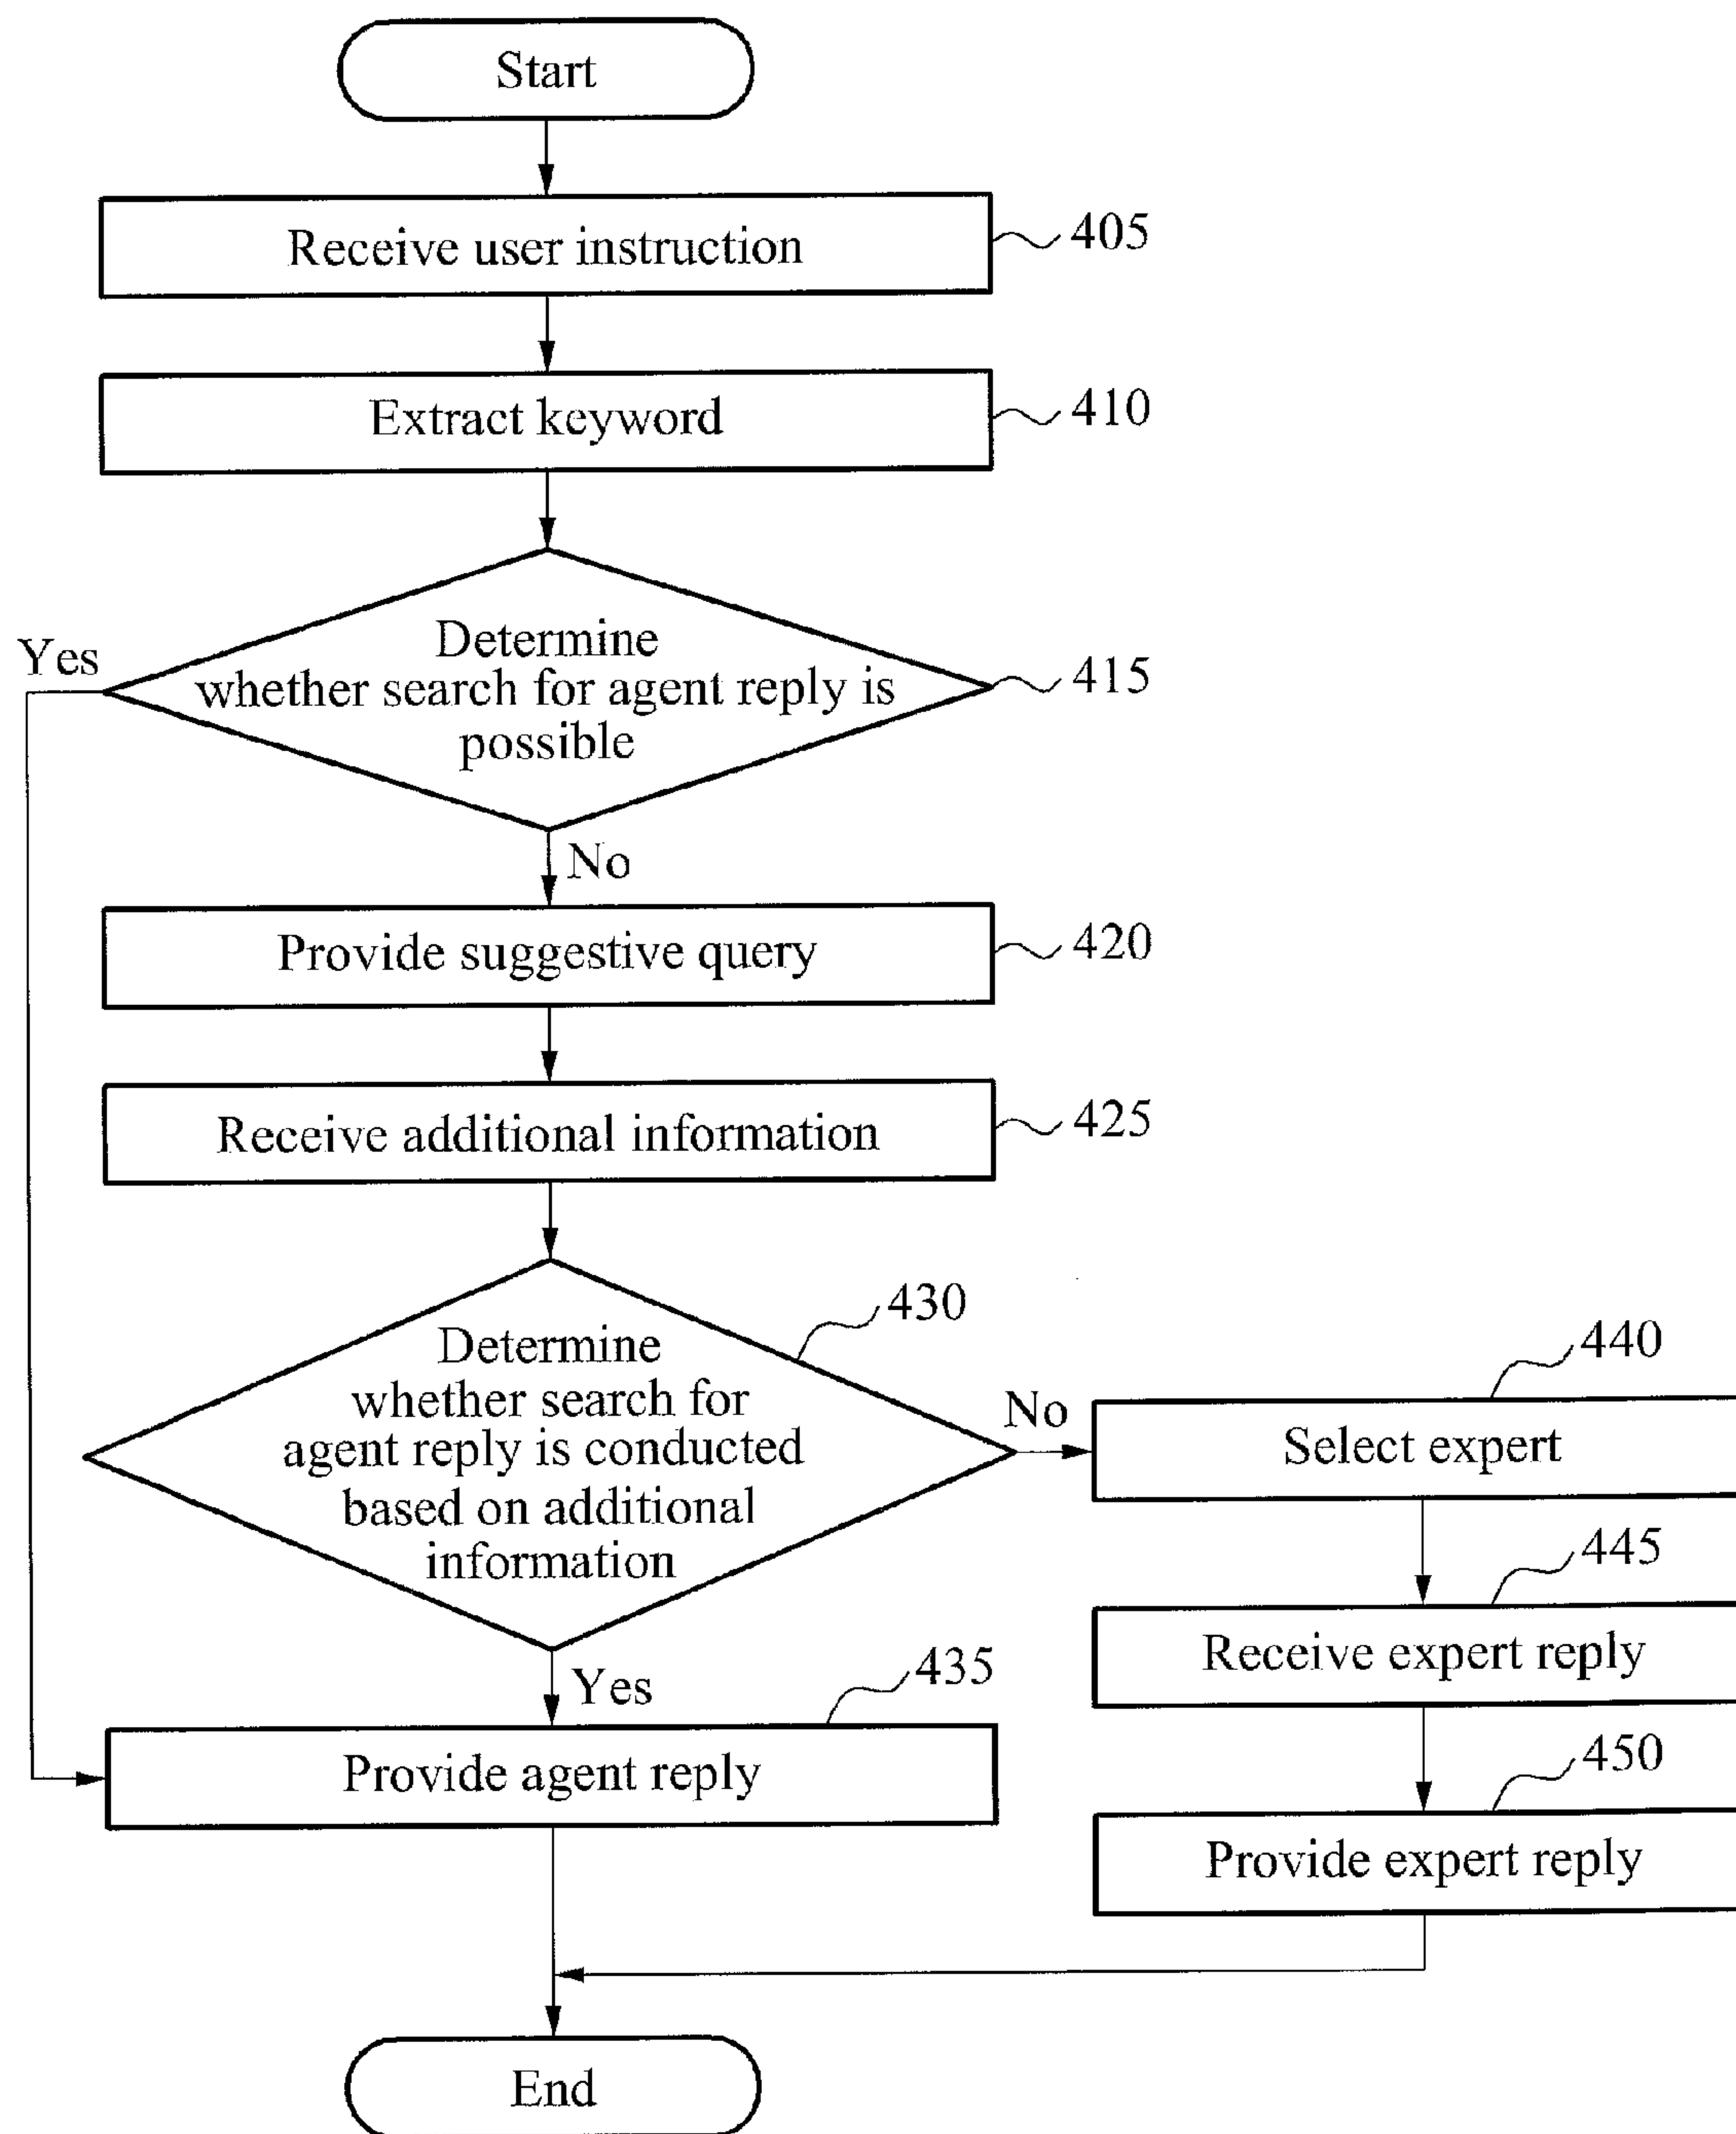 Start
Receive user instruction
405
Extract keyword
410
Yes
Determine
whether search for agent reply is
possible
415
No
Provide suggestive query
420
Receive additional information
425
430
Determine
whether search for
agent reply is conducted
based on additional
information
No
440
Select expert
445
Receive expert reply
Yes
435
Provide agent reply
450
Provide expert reply
End